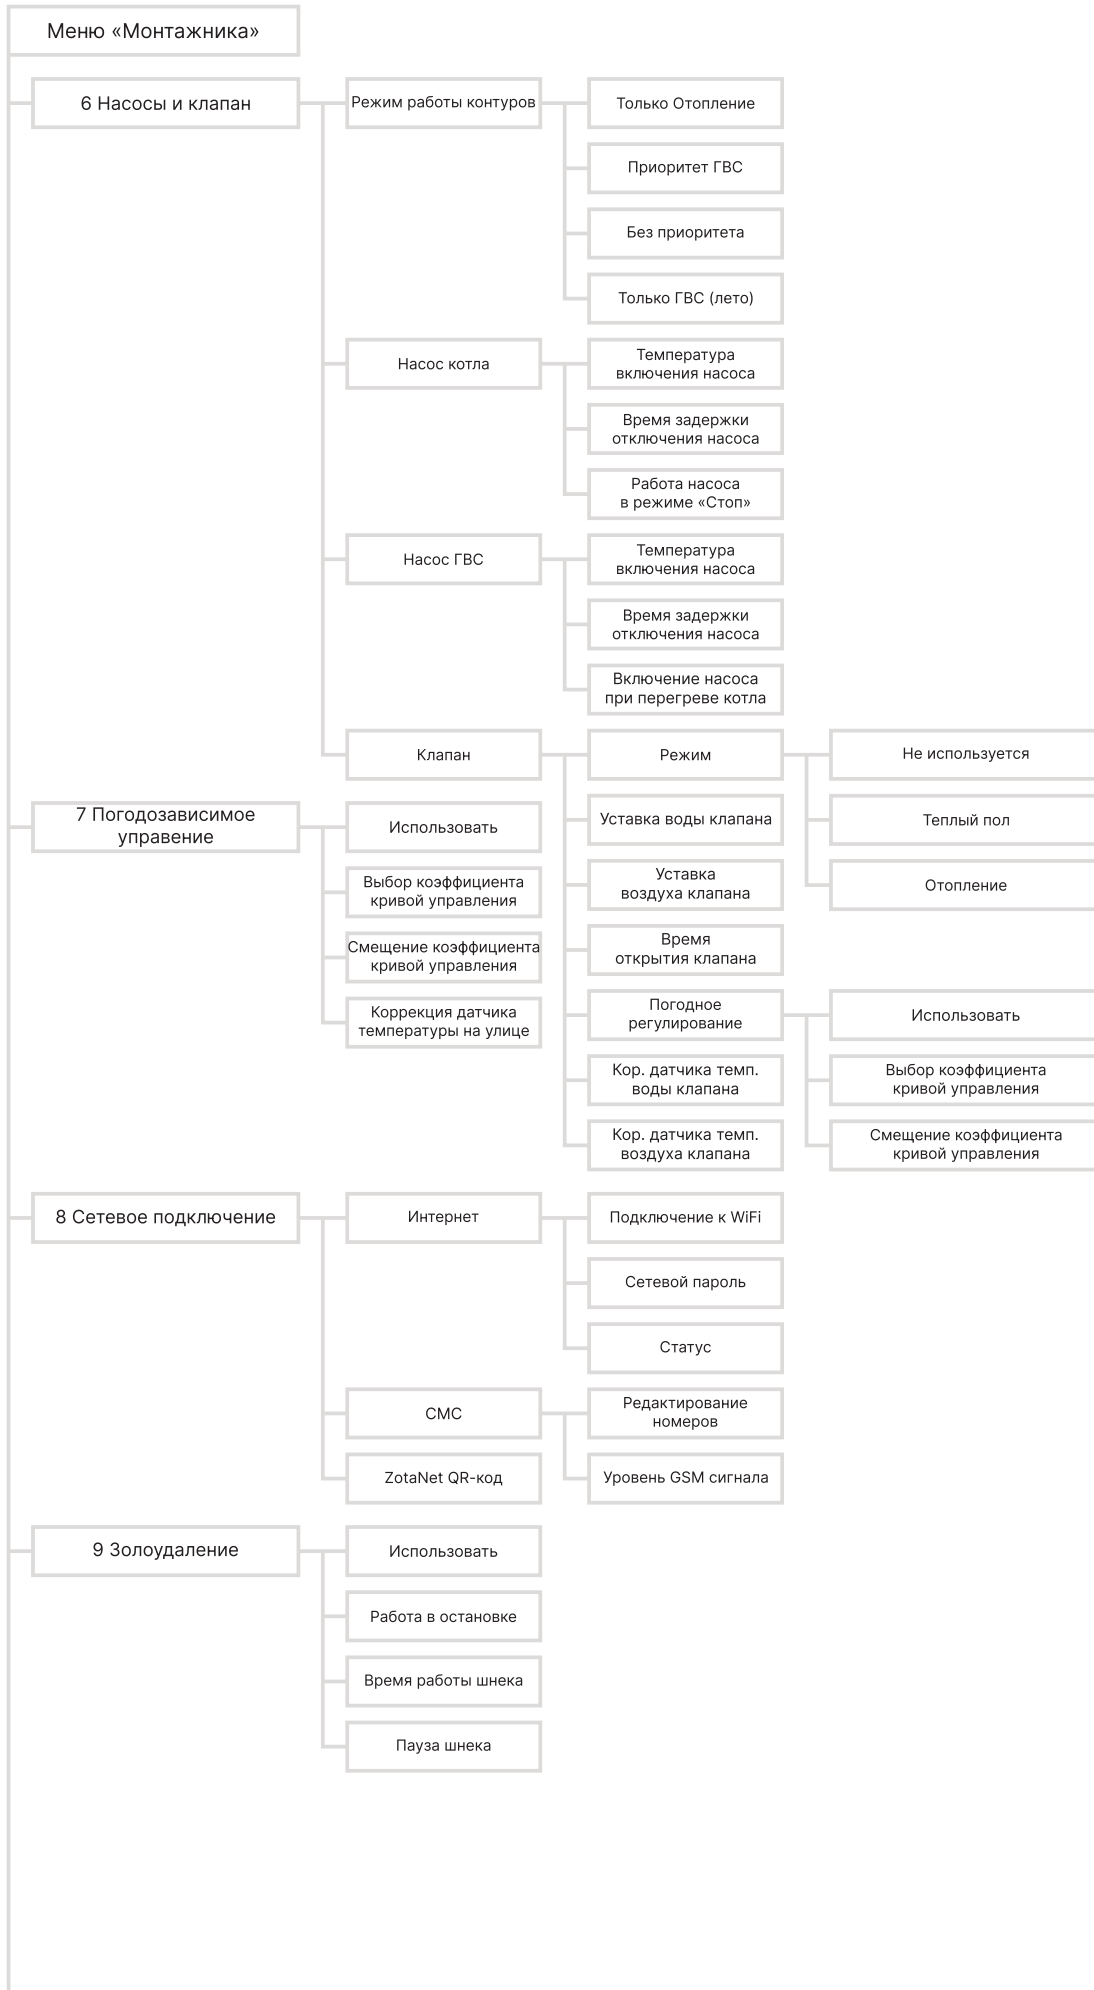 Меню «Монтажника»
6 Насосы и клапан
Режим работы контуров
Только Отопление
Приоритет ГВС
Без приоритета
Только ГВС (лето)
Насос котла
Температура
включения насоса
Время задержки
отключения насоса
Работа насоса
в режиме «Стоп»
Насос ГВС
Температура
включения насоса
Время задержки
отключения насоса
Включение насоса
при перегреве котла
Клапан
Режим
Не используется
Теплый пол
Отопление
Уставка воды клапана
Уставка
воздуха клапана
Время
открытия клапана
Погодное
регулирование
Использовать
Выбор коэффициента
кривой управления
Смещение коэффициента
кривой управления
Кор. датчика темп.
воды клапана
Кор. датчика темп.
воздуха клапана
7 Погодозависимое
управение
Использовать
Выбор коэффициента
кривой управления
Смещение коэффициента
кривой управления
Коррекция датчика
температуры на улице
8 Сетевое подключение
Интернет
Подключение к WiFi
Сетевой пароль
Статус
СМС
Редактирование
номеров
Уровень GSM сигнала
ZotaNet QR-код
9 Золоудаление
Использовать
Работа в остановке
Время работы шнека
Пауза шнека